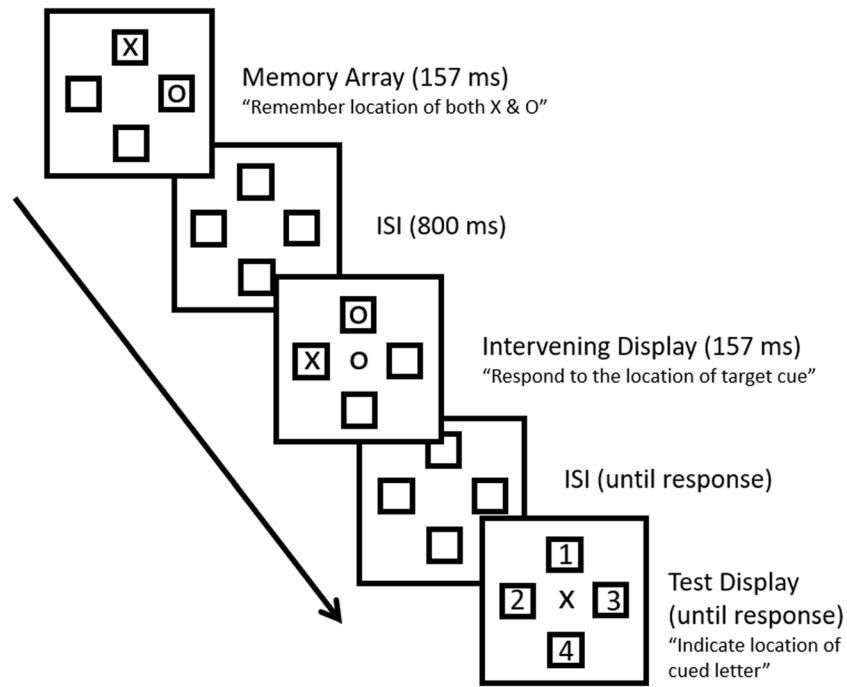 X
O
Memory Array (157 ms)
“Remember location of both X & O”
ISI (800 ms)
O
X O
Intervening Display (157 ms)
“Respond to the location of target cue”
ISI (until response)
1
2 X 3
4
Test Display
(until response)
“Indicate location of
cued letter”